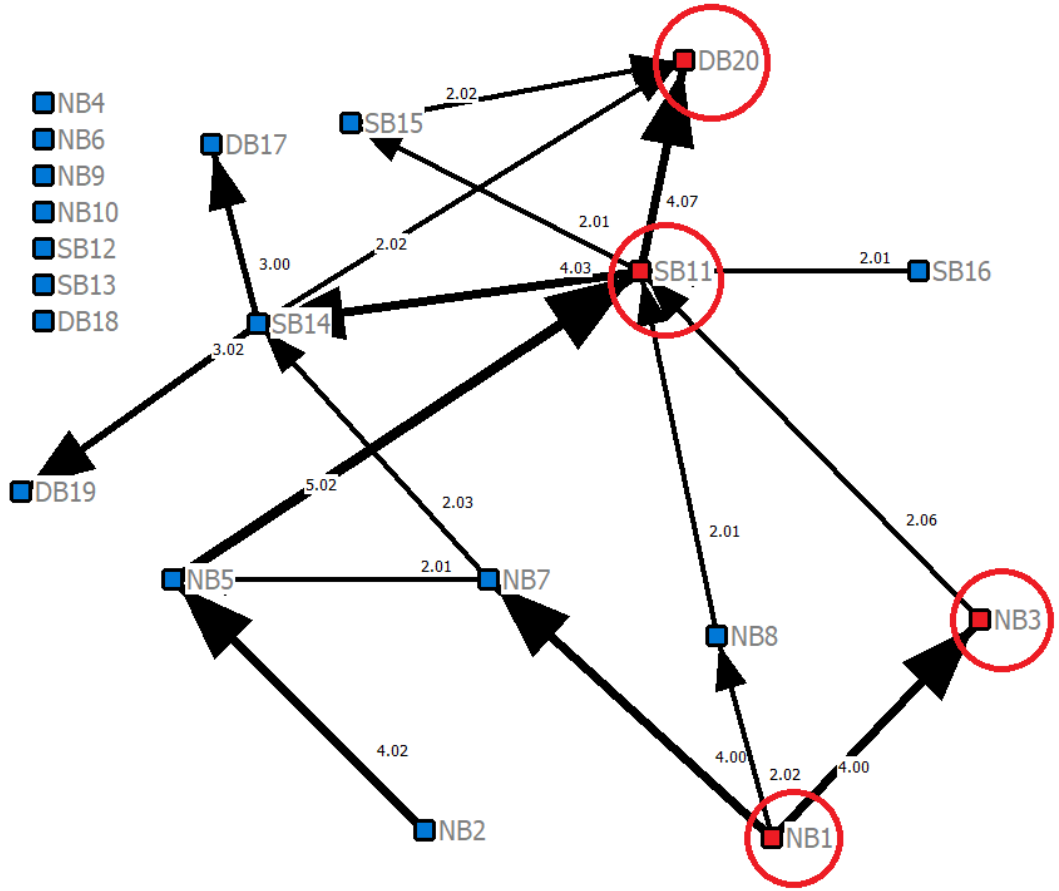 DB20
2.02
NB4
SB15
NB6
DB17
NB9
4.07
NB10
2.01
2.02
SB12
2.01
3.00
4.03
SB11
SB16
SB13
DB18
SB14
3.02
5.02
DB19
2.03
2.06
2.01
2.01
NB5
NB7
NB3
NB8
4.02
4.00
4.00
2.02
NB2
NB1